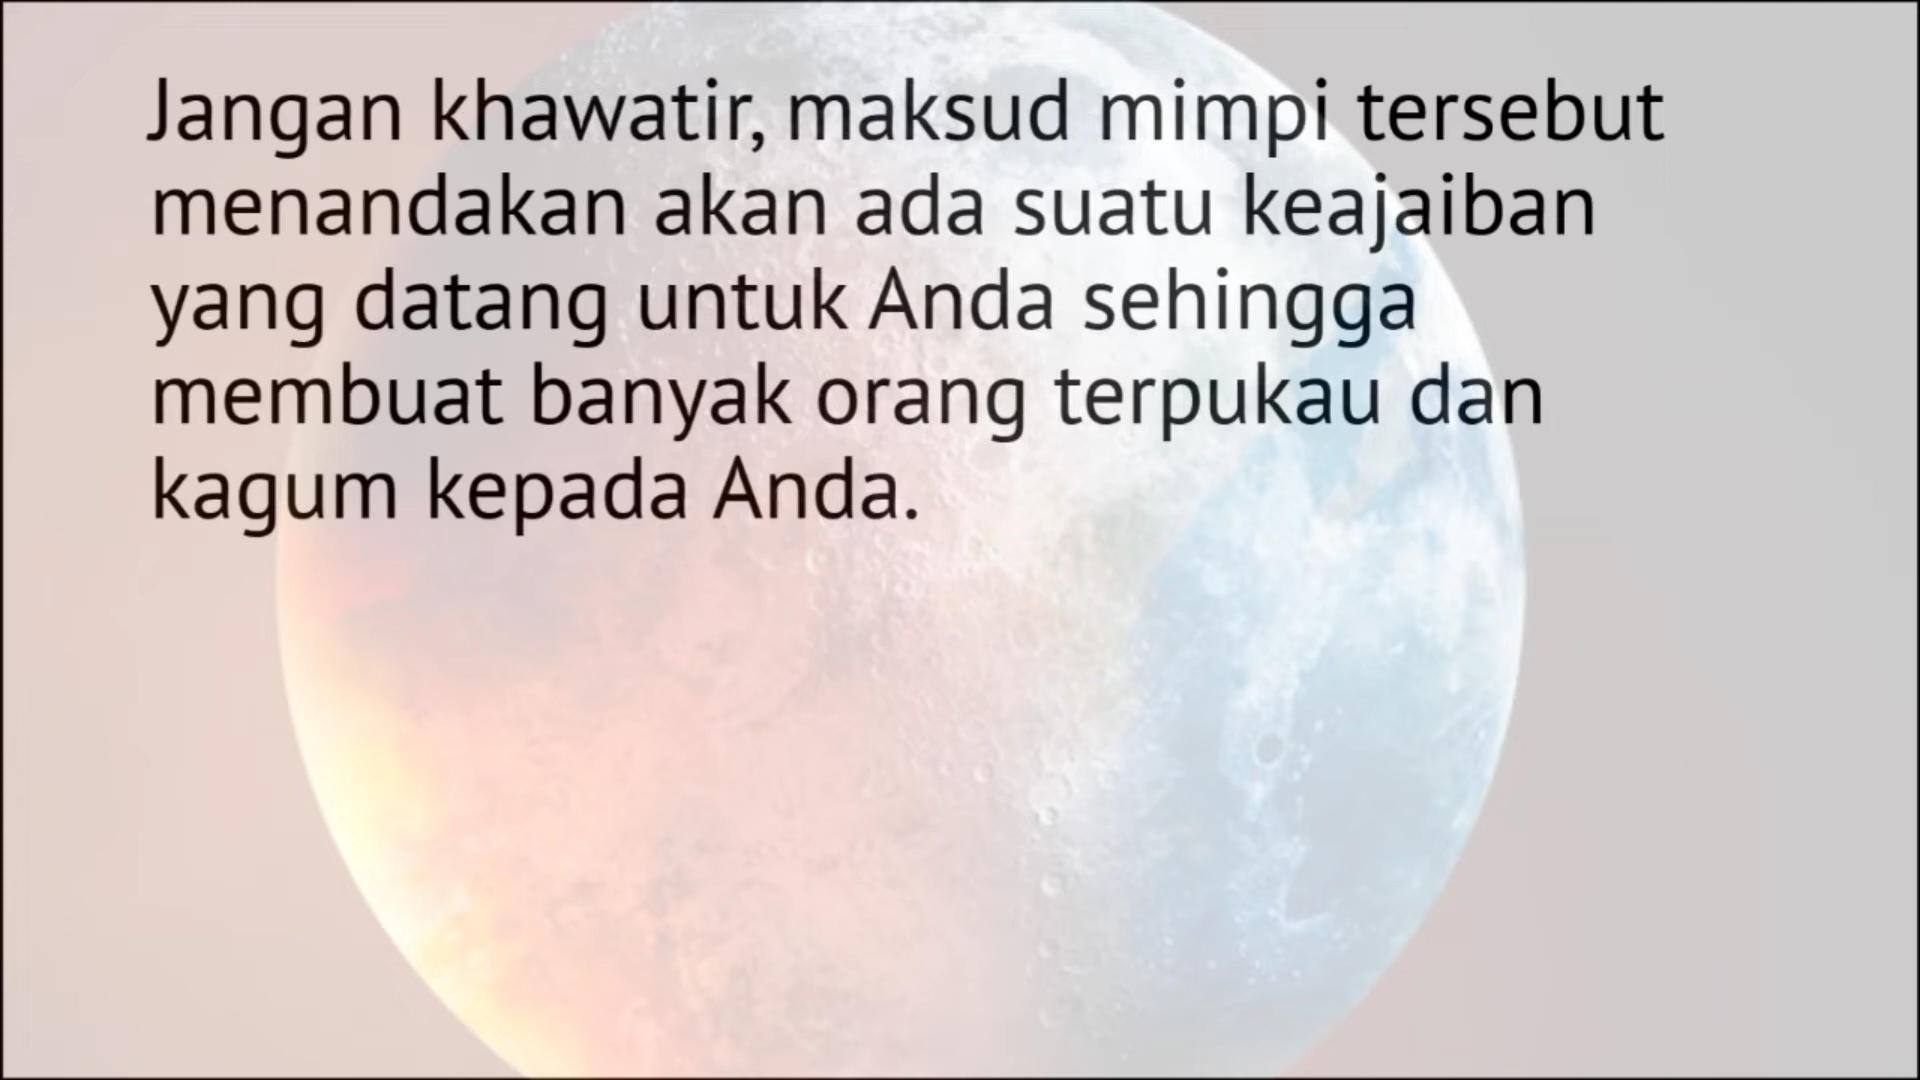 Jangan khawatir, maksud mimpi tersebut
menandakan akan ada suatu keajaiban
yang datang untuk Anda sehingga
membuat banyak orang terpukau dan
kagum kepada Anda.